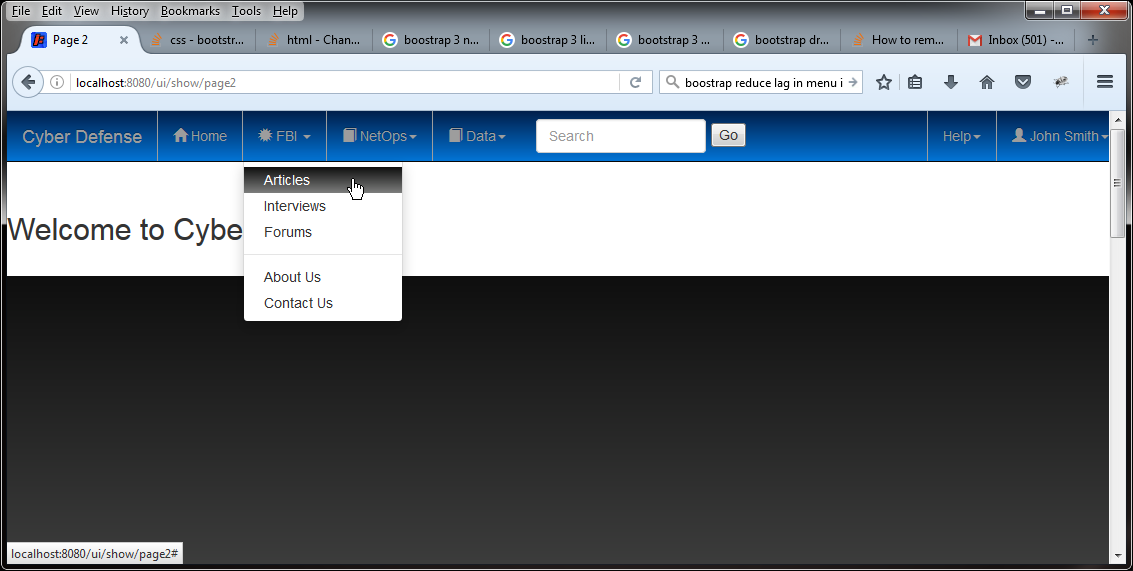 File Edit View History Bookmarks Tools Help
Page 2 css - bootstr... html - Chan... boostrap 3 n... boostrap 3 li... bootstrap 3 ... bootstrap dr... How to rem... Inbox (501) -...
localhost:8080/ui/show/page2 boostrap reduce lag in menu i
Cyber Defense Home FBI NetOps Data Search Go Help John Smith
Articles
Interviews
Welcome to Cybe
Forums
About Us
Contact Us
localhost:8080/ui/show/page2#